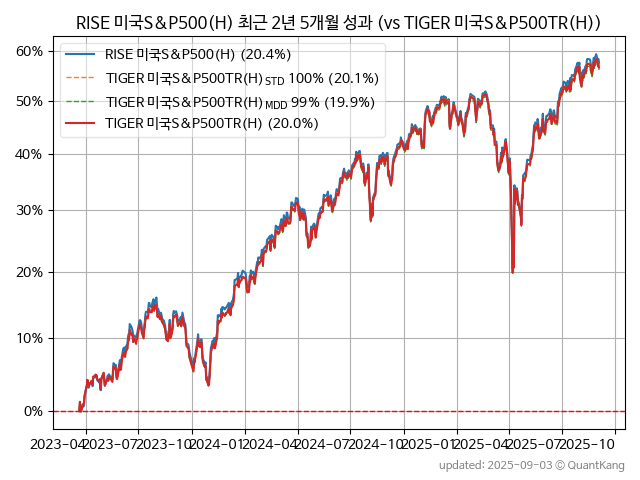 RISE 미국S&P500(H) 최근 2년 5개월 성과 (vs TIGER 미국S&P500TR(H))
RISE 미국S&P500(H) (20.4%)
TIGER 미국S&P500TR(H) STD 100% (20.1%)
TIGER 미국S&P500TR(H) MDD 99% (19.9%)
TIGER 미국S&P500TR(H) (20.0%)
60%
50%
40%
30%
20%
10%
0%
2023-04 2023-07 2023-10 2024-01 2024-04 2024-07 2024-10 2025-01 2025-04 2025-07 2025-10
updated: 2025-09-03 © QuantKang